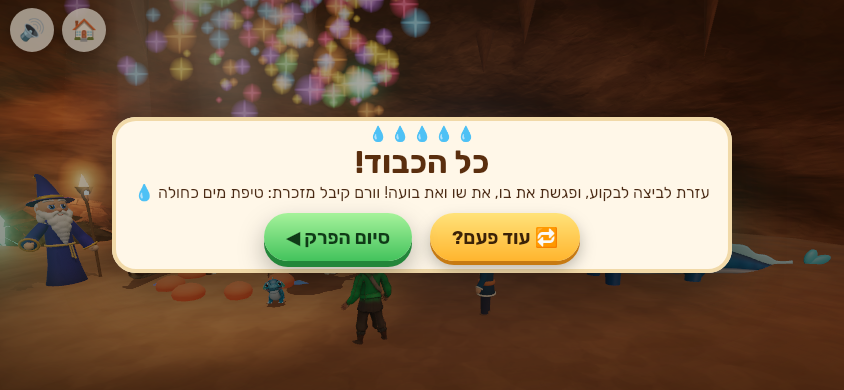 כל הכבוד!
עזרת לביצה לבקוע, ופגשת את בו, את שו ואת בועה! וורם קיבל מזכרת: טיפת מים כחולה 💧
🔁 עוד פעם?
סיום הפרק ◀